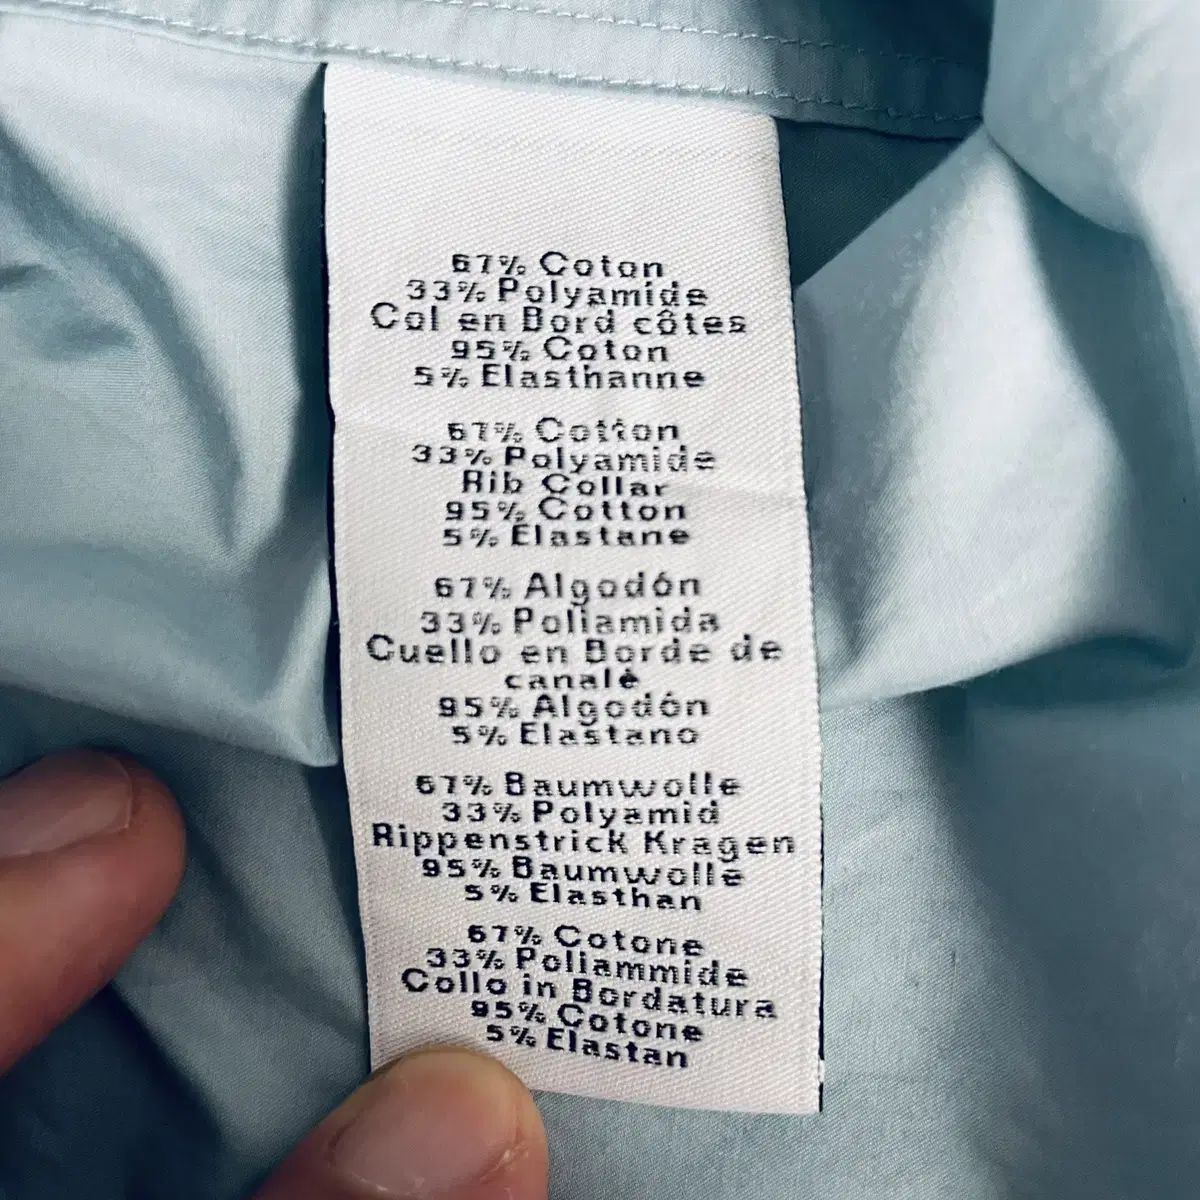 67% Coton
33% Polyamide
Col en Bord côtes
95% Coton
5% Elasthanne
67% Cotton
33% Polyamide
Rib Collar
95% Cotton
5% Elastane
67% Algodón
33% Poliamida
Cuello en Borde de
canalé
95% Algodón
5% Elastano
67% Baumwolle
33% Polyamid
Rippenstrick Kragen
95% Baumwolle
5% Elasthan
67% Cotone
33% Poliammide
Collo in Bordatura
95% Cotone
5% Elastan